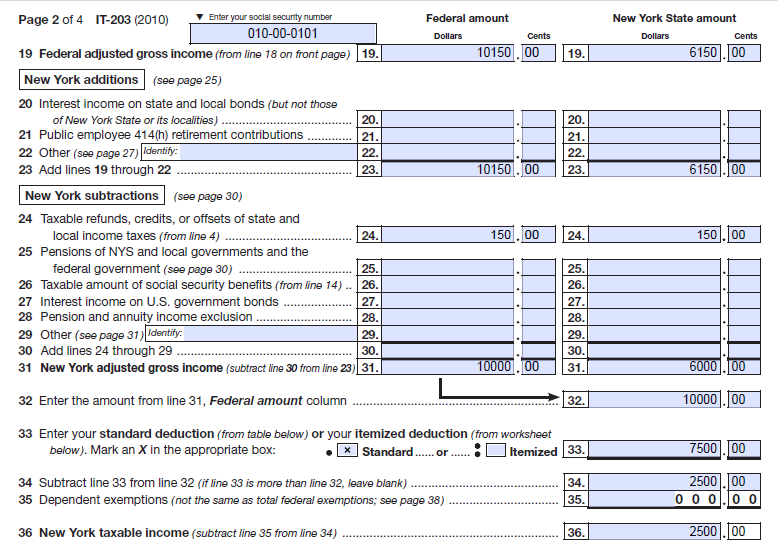 Page 2 of 4 IT-203 (2010) ▼ Enter your social security number Federal amount New York State amount
010-00-0101 Dollars Cents Dollars Cents
19 Federal adjusted gross income (from line 18 on front page) 19. 10150 . 00 19. 6150 . 00
New York additions (see page 25)
20 Interest income on state and local bonds (but not those
of New York State or its localities) .................................. 20. . 20. .
21 Public employee 414(h) retirement contributions ............. 21. . 21. .
22 Other (see page 27) Identify: 22. . 22. .
23 Add lines 19 through 22 .................................................. 23. 10150 . 00 23. 6150 . 00
New York subtractions (see page 30)
24 Taxable refunds, credits, or offsets of state and
local income taxes (from line 4) .................................... 24. 150 . 00 24. 150 . 00
25 Pensions of NYS and local governments and the
federal government (see page 30) ................................ 25. . 25. .
26 Taxable amount of social security benefits (from line 14) .. 26. . 26. .
27 Interest income on U.S. government bonds .................... 27. . 27. .
28 Pension and annuity income exclusion ............................ 28. . 28. .
29 Other (see page 31) Identify: 29. . 29. .
30 Add lines 24 through 29 .................................................. 30. . 30. .
31 New York adjusted gross income (subtract line 30 from line 23) 31. 10000 . 00 31. 6000 . 00
32 Enter the amount from line 31, Federal amount column .......................................................... 32. 10000 . 00
33 Enter your standard deduction (from table below) or your itemized deduction (from worksheet
below). Mark an X in the appropriate box: ● × Standard ...... or ...... Itemized 33. 7500 . 00
34 Subtract line 33 from line 32 (if line 33 is more than line 32, leave blank) .......................................... 34. 2500 . 00
35 Dependent exemptions (not the same as total federal exemptions; see page 38) ................................ 35. 0 0 0 . 0 0
36 New York taxable income (subtract line 35 from line 34) ............................................................ 36. 2500 . 00